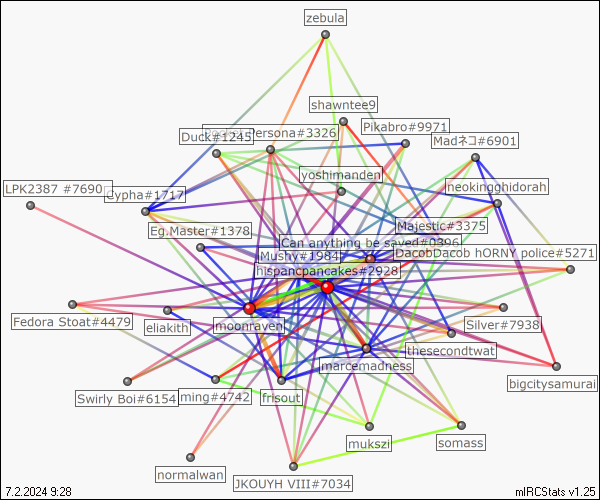 zebula
shawntee9
Persona#3326
Duck#1245
Pikabro#9971
Madネコ#6901
yoshimanden
LPK2387 #7690
Cypha#1717
neokingghidorah
Majestic#3375
Eg.Master#1378
Can anything be saved#0396
Mushy#1984
DacobDacob hORNY police#5271
hispancpancakes#2928
Fedora Stoat#4479
eliakith
moonraven
Silver#7938
thesecondtwat
marcemadness
bigcitysamurai
Swirly Boi#6154
ming#4742
frisout
mukszi
somass
normalwan
JKOUYH VIII#7034
7.2.2024 9:28
mIRCStats v1.25